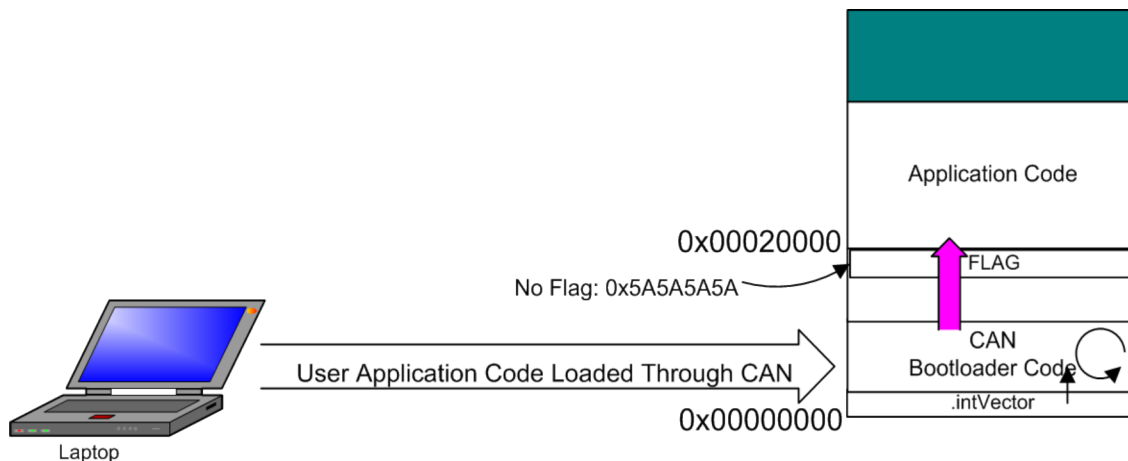 Application Code
0x00020000
FLAG
No Flag: 0x5A5A5A5A
CAN
Bootloader Code
User Application Code Loaded Through CAN
.intVector
0x00000000
Laptop